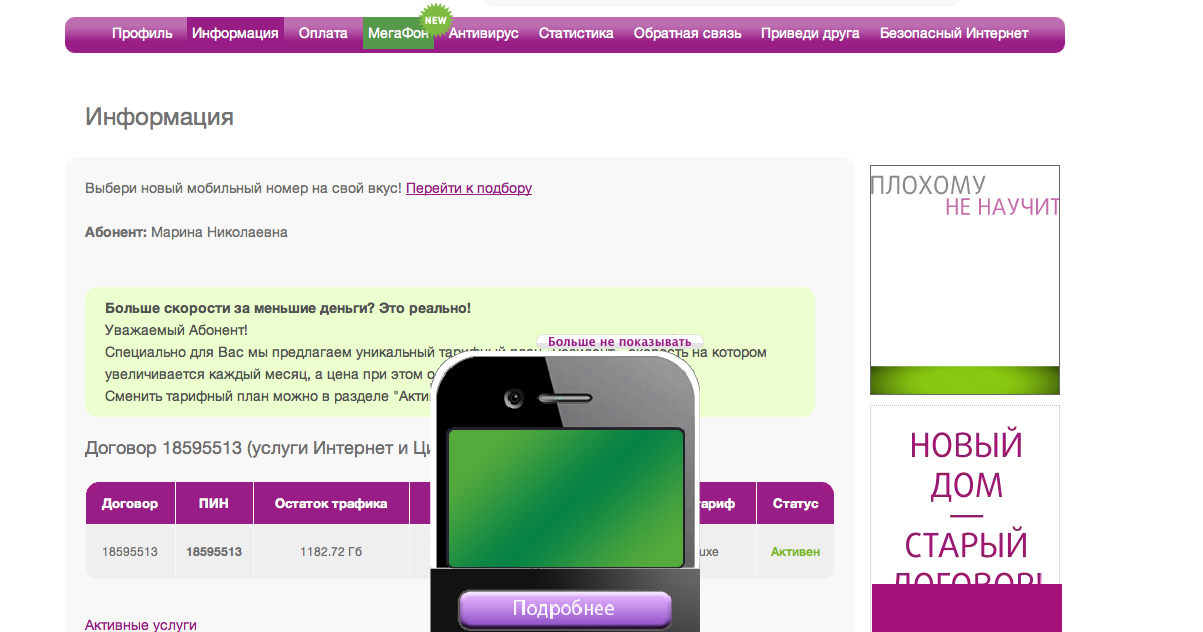 Профиль Информация Оплата МегаФон NEW Антивирус Статистика Обратная связь Приведи друга Безопасный Интернет
Информация
Выбери новый мобильный номер на свой вкус! Перейти к подбору
Абонент: Марина Николаевна
Больше скорости за меньшие деньги? Это реально!
Уважаемый Абонент!
Больше не показывать
Специально для Вас мы предлагаем уникальный скорость на котором
увеличивается каждый месяц, а цена при этом
Сменить тарифный план можно в разделе
Договор 18595513 (услуги Интернет и
Договор ПИН Остаток трафика Статус
18595513 18595513 1182.72 Гб Активен
Подробнее
Активные услуги
ПЛОХОМУ
НЕ НАУЧИТ
НОВЫЙ
ДОМ
—
СТАРЫЙ
ДОГОВОР!